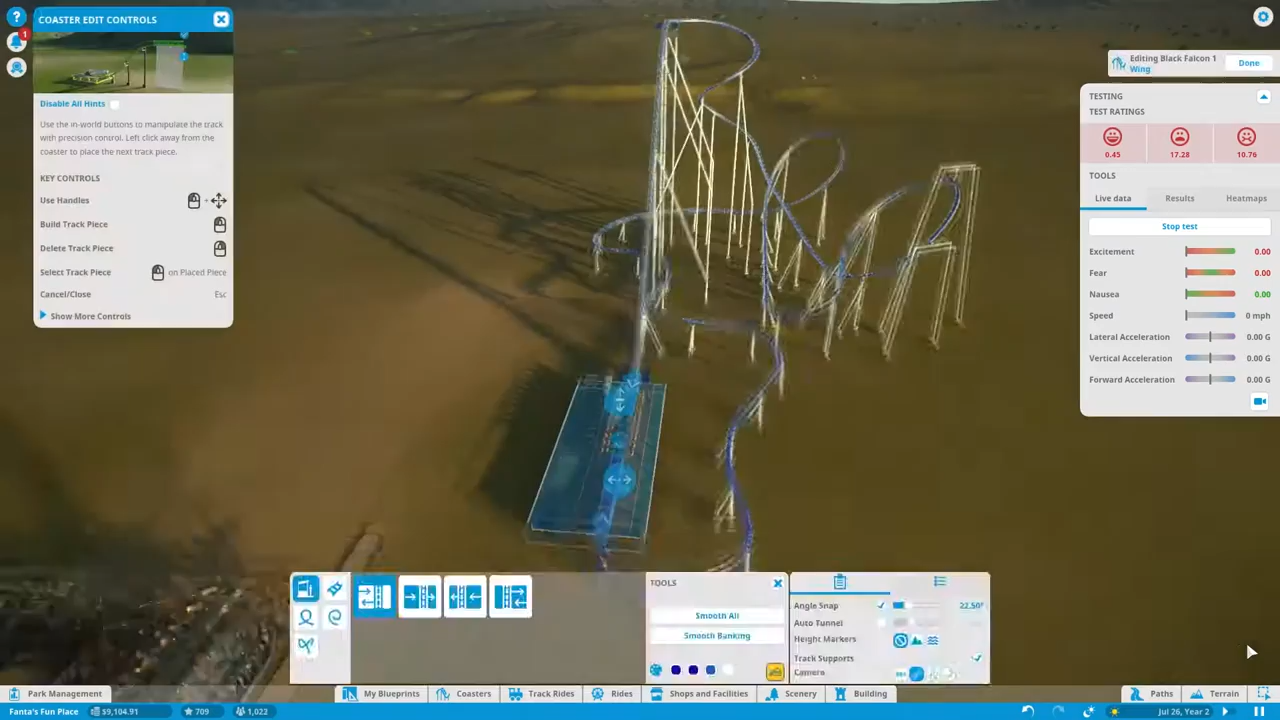 COASTER EDIT CONTROLS
1
Disable All Hints
Use the in-world buttons to manipulate the track
with precision control. Left click away from the
coaster to place the next track piece.
KEY CONTROLS
Use Handles
Build Track Piece
Delete Track Piece
Select Track Piece on Placed Piece
Cancel/Close Esc
Show More Controls
Editing Black Falcon 1
Wing
Done
TESTING
TEST RATINGS
0.45 17.28 10.76
TOOLS
Live data Results Heatmaps
Stop test
Excitement 0.00
Fear 0.00
Nausea 0.00
Speed 0 mph
Lateral Acceleration 0.00 G
Vertical Acceleration 0.00 G
Forward Acceleration 0.00 G
TOOLS
Smooth All
Smooth Banking
Angle Snap 22.50°
Auto Tunnel
Height Markers
Track Supports
Camera
Park Management My Blueprints Coasters Track Rides Rides Shops and Facilities Scenery Building Paths Terrain
Fanta's Fun Place $9,104.91 709 1,022 Jul 26, Year 2